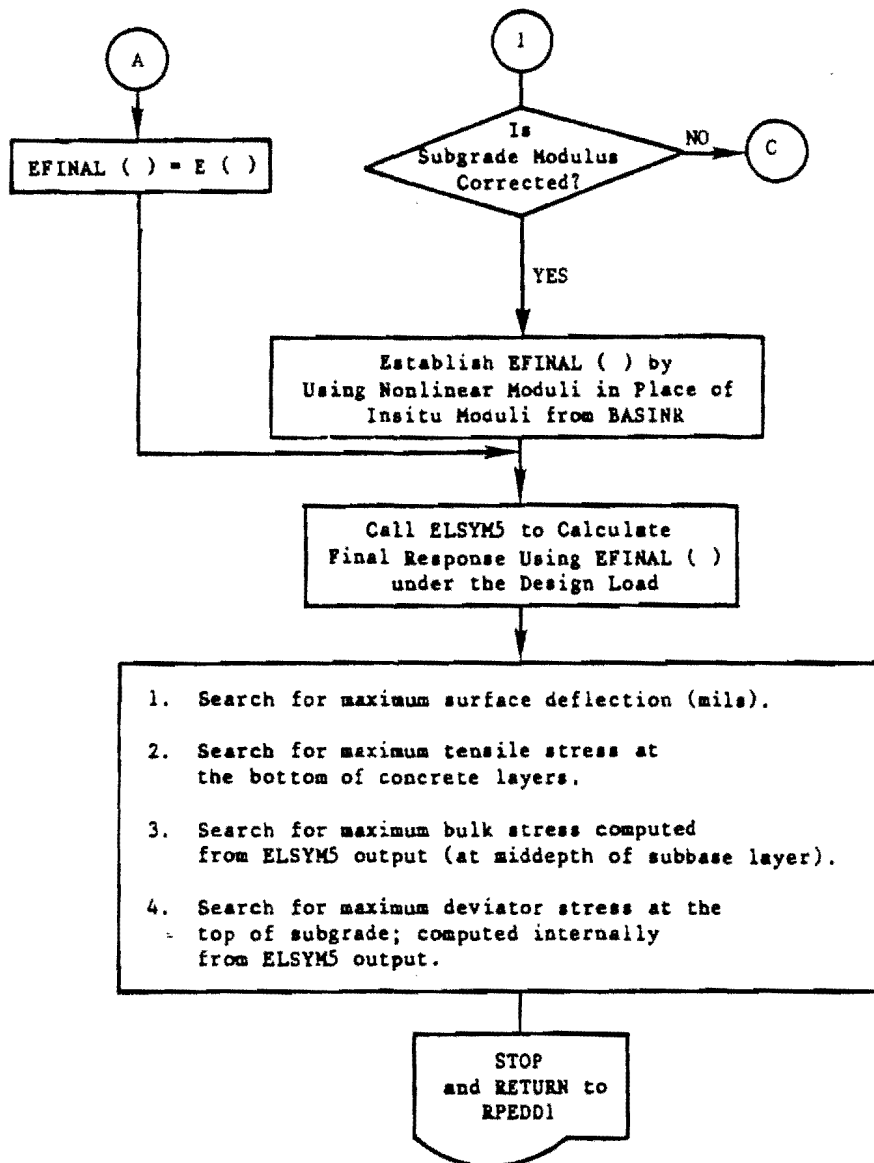 A
EFINAL ( ) = E ( )
1
Is
Subgrade Modulus
Corrected?
NO
C
YES
Establish EFINAL ( ) by
Using Nonlinear Moduli in Place of
Insitu Moduli from BASINR
Call ELSYM5 to Calculate
Final Response Using EFINAL ( )
under the Design Load
1. Search for maximum surface deflection (mils).
2. Search for maximum tensile stress at
the bottom of concrete layers.
3. Search for maximum bulk stress computed
from ELSYM5 output (at middepth of subbase layer).
4. Search for maximum deviator stress at the
top of subgrade; computed internally
from ELSYM5 output.
STOP
and RETURN to
RPEDD1